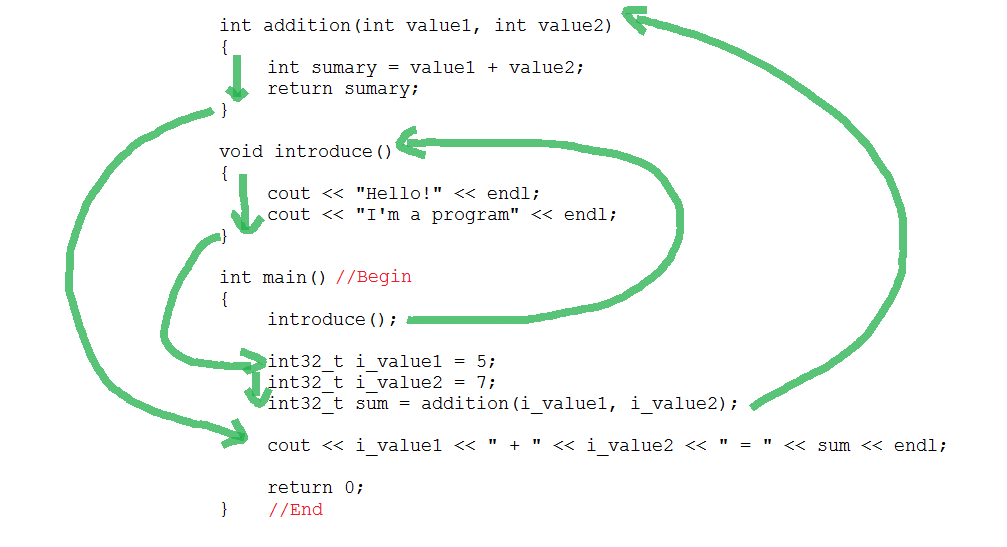 int addition(int value1, int value2)
{
int sumary = value1 + value2;
return sumary;
}
void introduce()
{
cout << "Hello!" << endl;
cout << "I'm a program" << endl;
}
int main() //Begin
{
introduce();
int32_t i_value1 = 5;
int32_t i_value2 = 7;
int32_t sum = addition(i_value1, i_value2);
cout << i_value1 << " + " << i_value2 << " = " << sum << endl;
return 0;
} //End